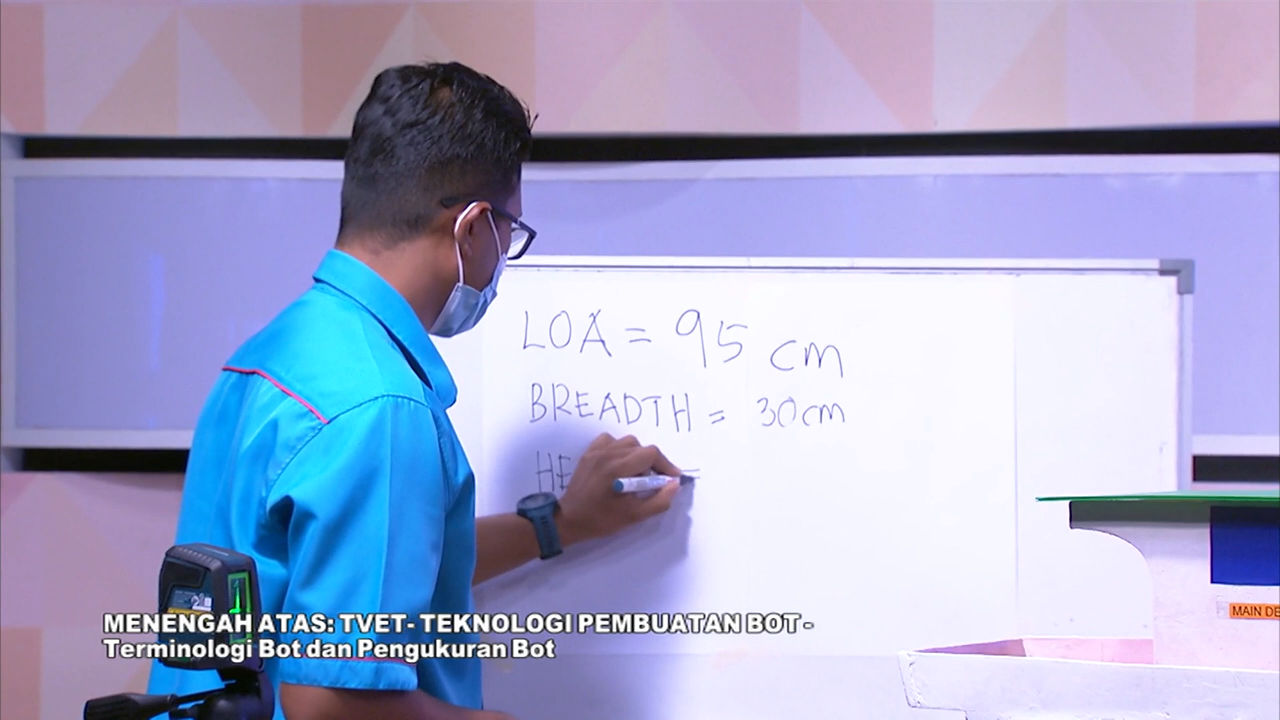 LOA = 95 cm
BREADTH = 30cm
MAIN DE
MENENGAH ATAS: TVET- TEKNOLOGI PEMBUATAN BOT -
Terminologi Bot dan Pengukuran Bot